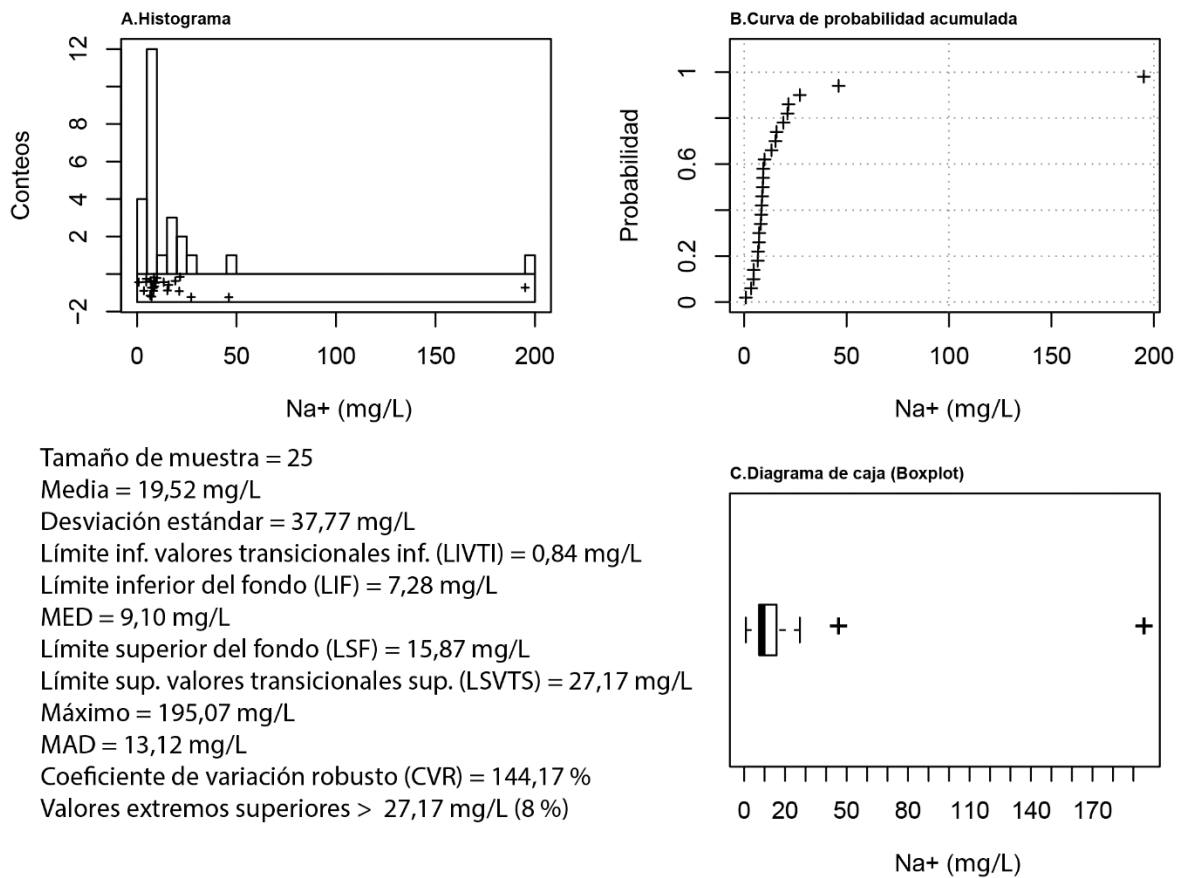 A.Histograma
12
8
6
4
2
−2
Conteos
0
50
100
150
200
Na+ (mg/L)
B.Curva de probabilidad acumulada
1
0.6
0.2
0
Probabilidad
0
50
100
150
200
Na+ (mg/L)
Tamaño de muestra = 25
Media = 19,52 mg/L
Desviación estándar = 37,77 mg/L
Límite inf. valores transicionales inf. (LIVTI) = 0,84 mg/L
Límite inferior del fondo (LIF) = 7,28 mg/L
MED = 9,10 mg/L
Límite superior del fondo (LSF) = 15,87 mg/L
Límite sup. valores transicionales sup. (LSVTS) = 27,17 mg/L
Máximo = 195,07 mg/L
MAD = 13,12 mg/L
Coeficiente de variación robusto (CVR) = 144,17 %
Valores extremos superiores > 27,17 mg/L (8 %)
C.Diagrama de caja (Boxplot)
0 20 50 80 110 140 170
Na+ (mg/L)